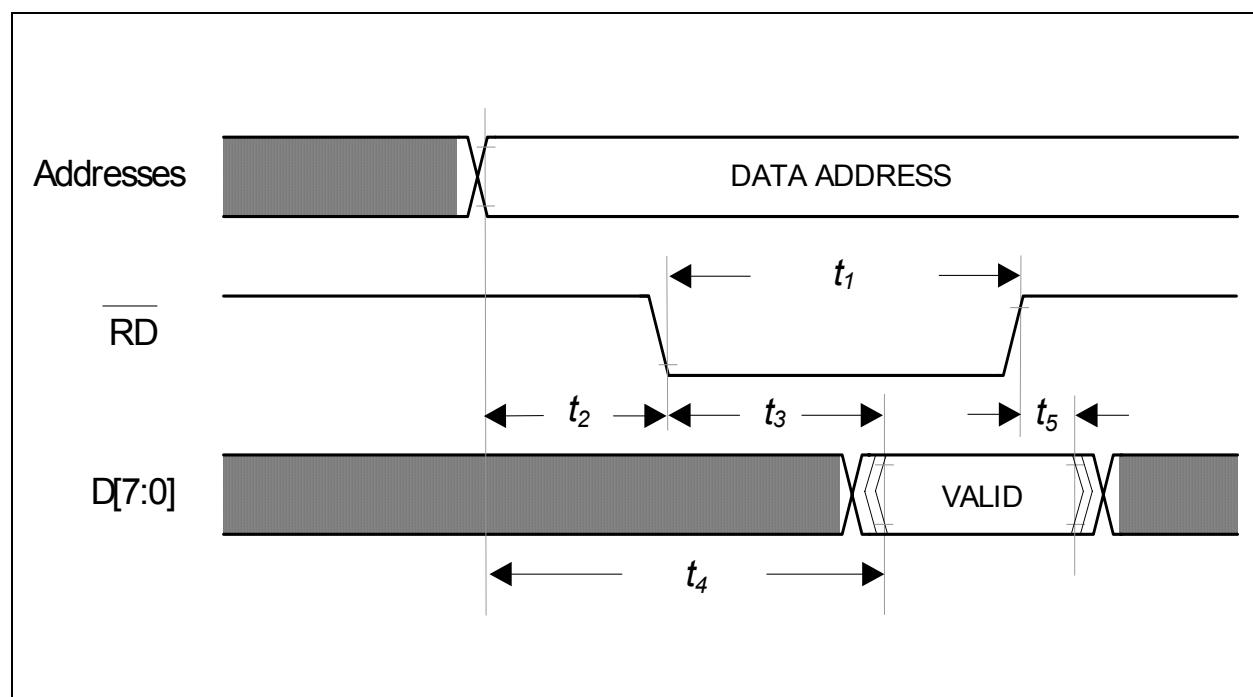 Addresses
DATA ADDRESS
t1
RD
t2
t3
t5
D[7:0]
VALID
t4